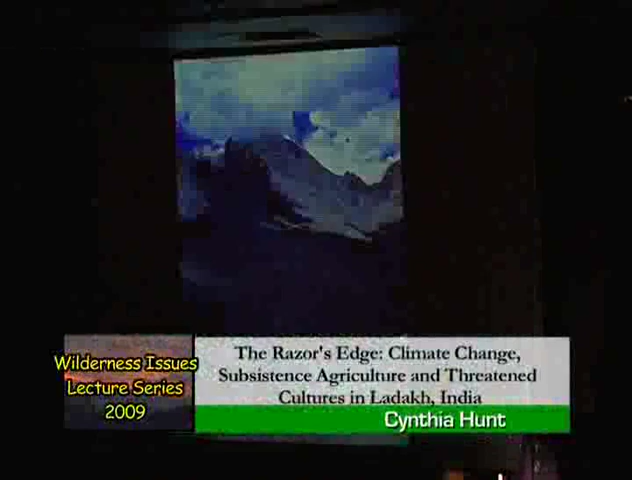 Wilderness Issues
Lecture Series
2009
The Razor's Edge: Climate Change,
Subsistence Agriculture and Threatened
Cultures in Ladakh, India
Cynthia Hunt